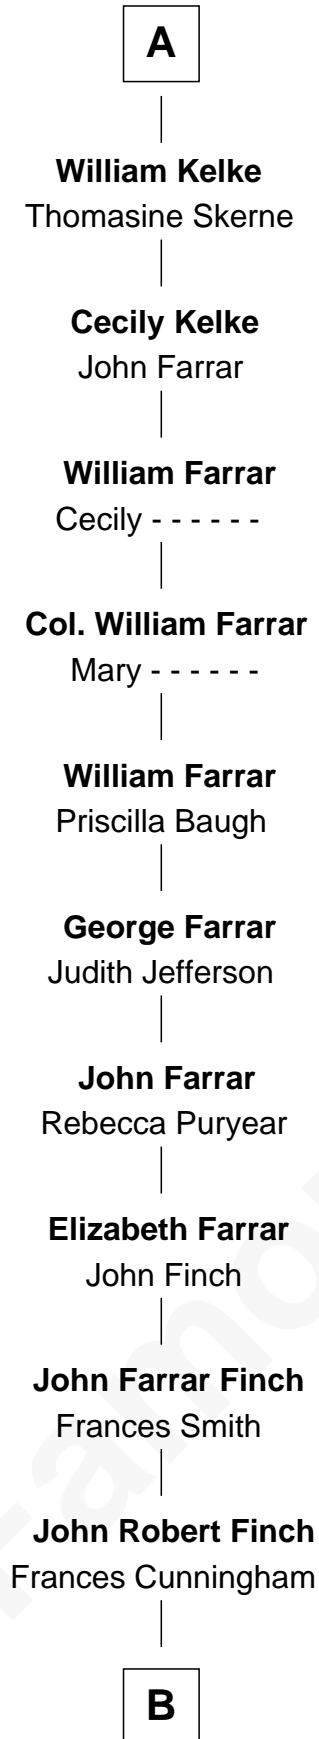 A
William Kelke
Thomasine Skerne
Cecily Kelke
John Farrar
William Farrar
Cecily - - - - - -
Col. William Farrar
Mary - - - - - -
William Farrar
Priscilla Baugh
George Farrar
Judith Jefferson
John Farrar
Rebecca Puryear
Elizabeth Farrar
John Finch
John Farrar Finch
Frances Smith
John Robert Finch
Frances Cunningham
B